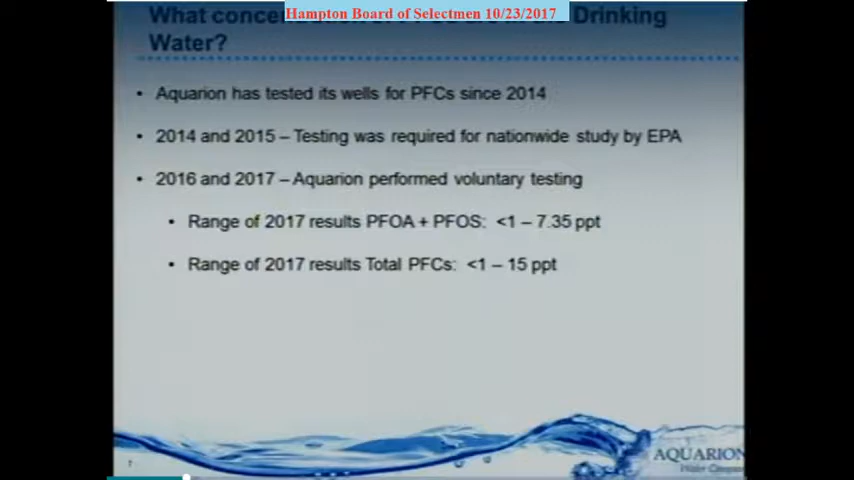 Hampton Board of Selectmen 10/23/2017
What Drinking
Water?
• Aquarion has tested its wells for PFCs since 2014
• 2014 and 2015 – Testing was required for nationwide study by EPA
• 2016 and 2017 – Aquarion performed voluntary testing
• Range of 2017 results PFOA + PFOS: <1 – 7.35 ppt
• Range of 2017 results Total PFCs: <1 – 15 ppt
7
AQUARION
Water